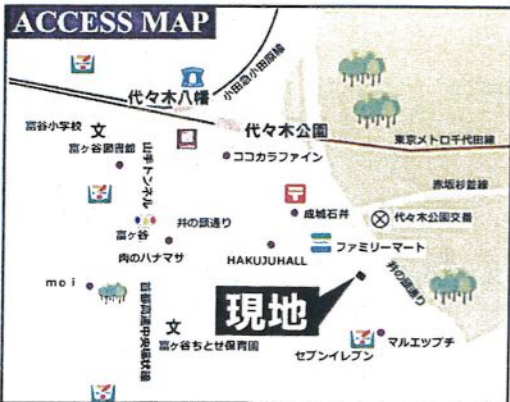 ACCESS MAP
小田急小田原線
代々木八幡
代々木公園
東京メトロ千代田線
富谷小学校
文
富ヶ谷図書館
山手トンネル
ココカラファイン
赤坂杉並線
成城石井
代々木公園交番
富ヶ谷
井の頭通り
ファミリーマート
肉のハナマサ
HAKUJUHALL
井の頭通り
moi
首都高速中央環状線
現地
文
富ヶ谷ちとせ保育園
セブンイレブン
マルエツプチ